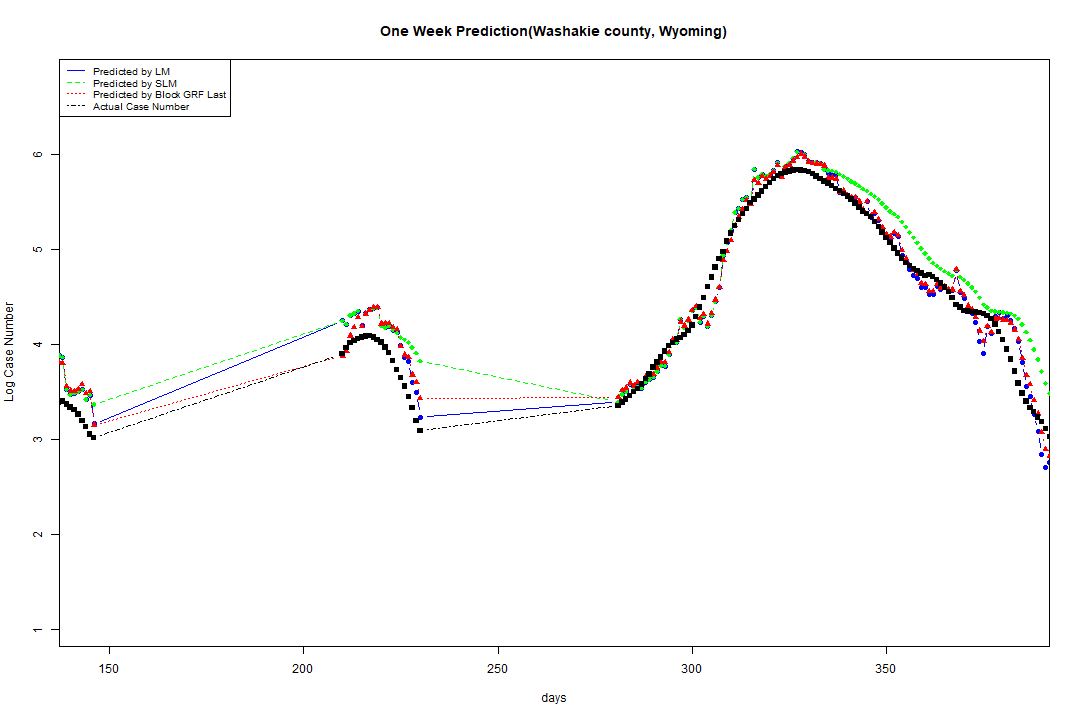 One Week Prediction(Washakie county, Wyoming)
Predicted by LM
Predicted by SLM
Predicted by Block GRF Last
Actual Case Number
Log Case Number
6
5
4
3
2
1
150
200
250
300
350
days